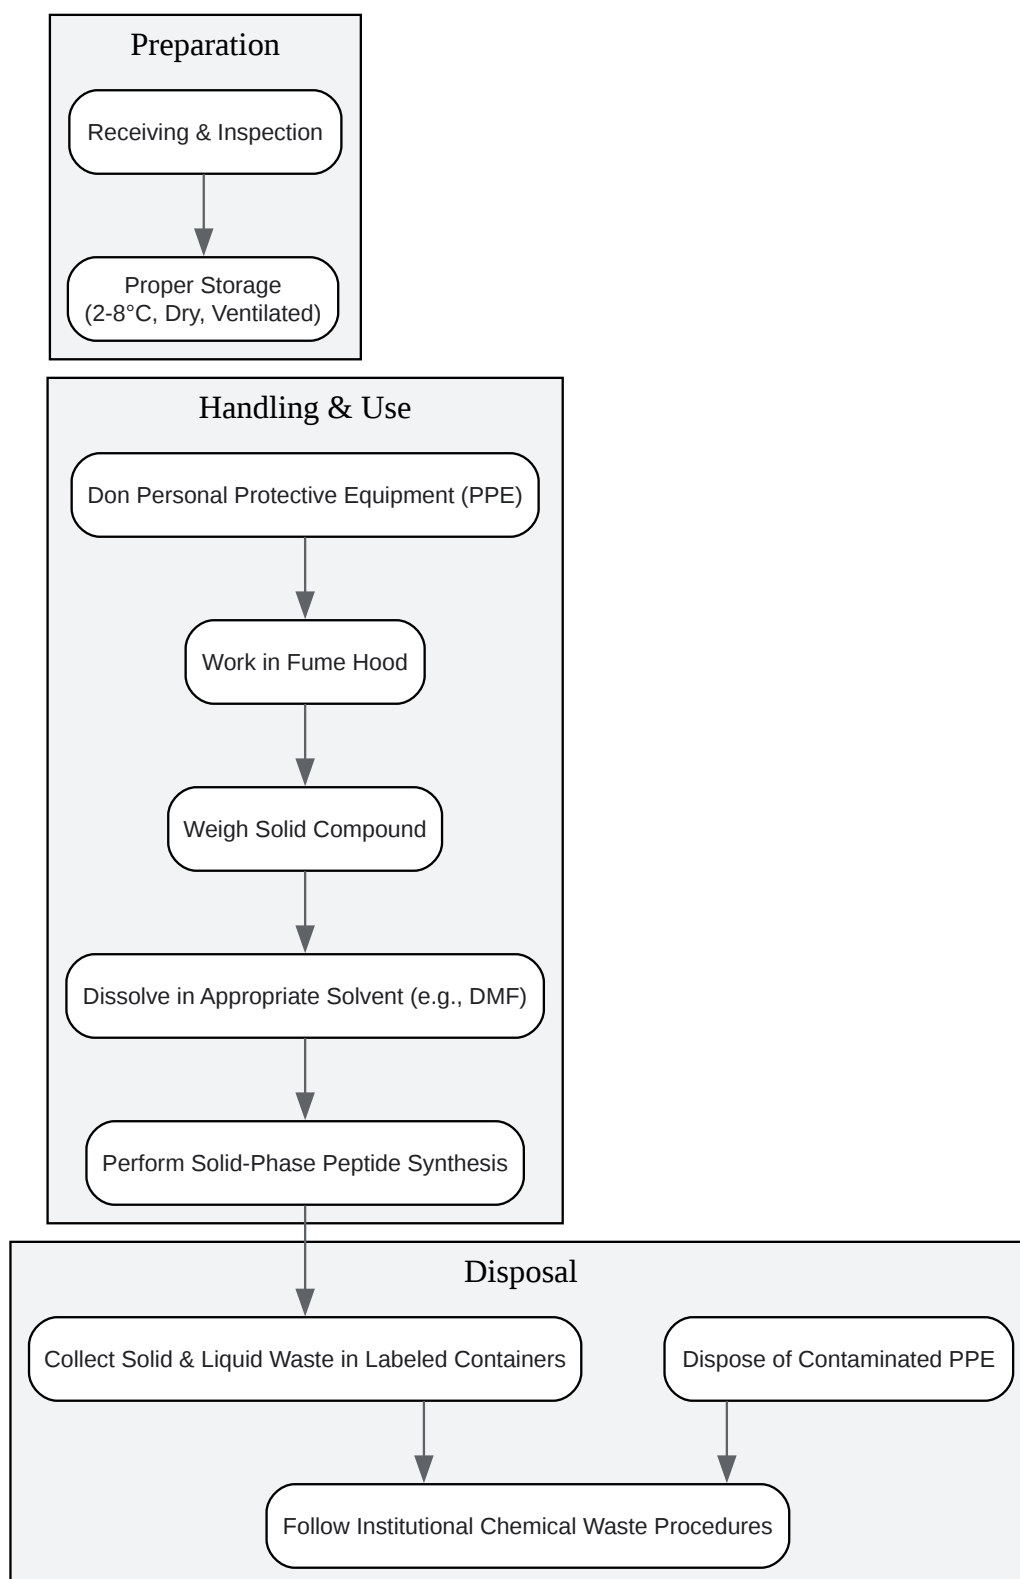 Preparation
Receiving & Inspection
Proper Storage
(2-8°C, Dry, Ventilated)
Handling & Use
Don Personal Protective Equipment (PPE)
Work in Fume Hood
Weigh Solid Compound
Dissolve in Appropriate Solvent (e.g., DMF)
Perform Solid-Phase Peptide Synthesis
Disposal
Collect Solid & Liquid Waste in Labeled Containers
Dispose of Contaminated PPE
Follow Institutional Chemical Waste Procedures